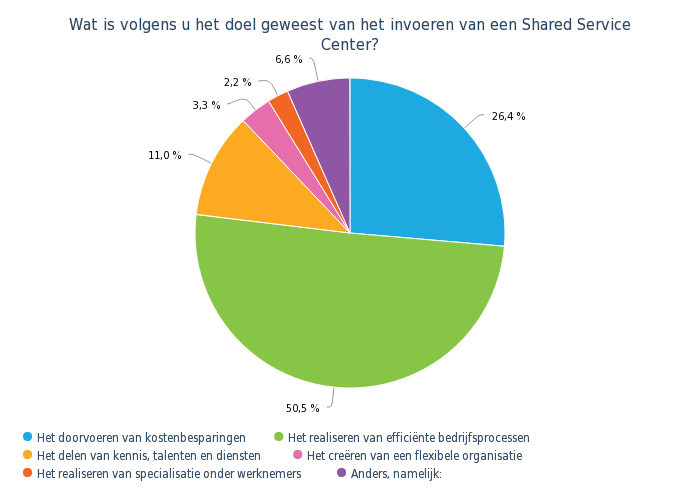 Wat is volgens u het doel geweest van het invoeren van een Shared Service
Center?
6,6 %
2,2 %
3,3 %
26,4 %
11,0 %
50,5 %
Het doorvoeren van kostenbesparingen
Het realiseren van efficiënte bedrijfsprocessen
Het delen van kennis, talenten en diensten
Het creëren van een flexibele organisatie
Het realiseren van specialisatie onder werknemers
Anders, namelijk: